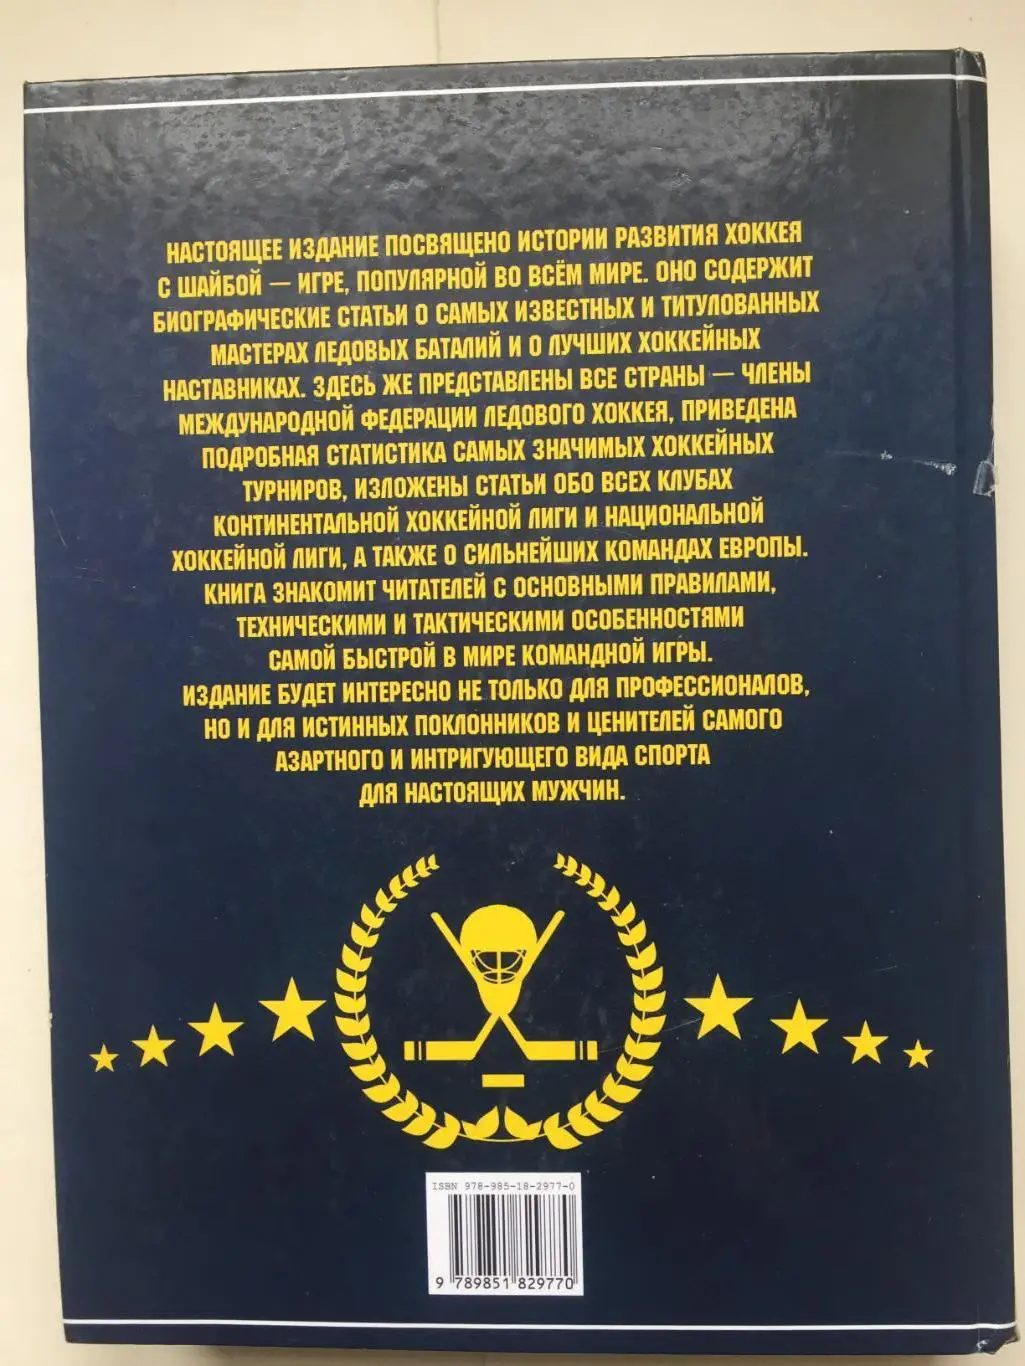 НАСТОЯЩЕЕ ИЗДАНИЕ ПОСВЯЩЕНО ИСТОРИИ РАЗВИТИЯ ХОККЕЯ
С ШАЙБОЙ — ИГРЕ, ПОПУЛЯРНОЙ ВО ВСЁМ МИРЕ. ОНО СОДЕРЖИТ
БИОГРАФИЧЕСКИЕ СТАТЬИ О САМЫХ ИЗВЕСТНЫХ И ТИТУЛОВАННЫХ
МАСТЕРАХ ЛЕДОВЫХ БАТАЛИЙ И О ЛУЧШИХ ХОККЕЙНЫХ
НАСТАВНИКАХ. ЗДЕСЬ ЖЕ ПРЕДСТАВЛЕНЫ ВСЕ СТРАНЫ — ЧЛЕНЫ
МЕЖДУНАРОДНОЙ ФЕДЕРАЦИИ ЛЕДОВОГО ХОККЕЯ, ПРИВЕДЕНА
ПОДРОБНАЯ СТАТИСТИКА САМЫХ ЗНАЧИМЫХ ХОККЕЙНЫХ
ТУРНИРОВ, ИЗЛОЖЕНЫ СТАТЬИ ОБО ВСЕХ КЛУБАХ
КОНТИНЕНТАЛЬНОЙ ХОККЕЙНОЙ ЛИГИ И НАЦИОНАЛЬНОЙ
ХОККЕЙНОЙ ЛИГИ, А ТАКЖЕ О СИЛЬНЕЙШИХ КОМАНДАХ ЕВРОПЫ.
КНИГА ЗНАКОМИТ ЧИТАТЕЛЕЙ С ОСНОВНЫМИ ПРАВИЛАМИ,
ТЕХНИЧЕСКИМИ И ТАКТИЧЕСКИМИ ОСОБЕННОСТЯМИ
САМОЙ БЫСТРОЙ В МИРЕ КОМАНДНОЙ ИГРЫ.
ИЗДАНИЕ БУДЕТ ИНТЕРЕСНО НЕ ТОЛЬКО ДЛЯ ПРОФЕССИОНАЛОВ,
НО И ДЛЯ ИСТИННЫХ ПОКЛОННИКОВ И ЦЕНИТЕЛЕЙ САМОГО
АЗАРТНОГО И ИНТРИГУЮЩЕГО ВИДА СПОРТА
ДЛЯ НАСТОЯЩИХ МУЖЧИН.
ISBN 978-985-18-2977-0
9 789851 829770